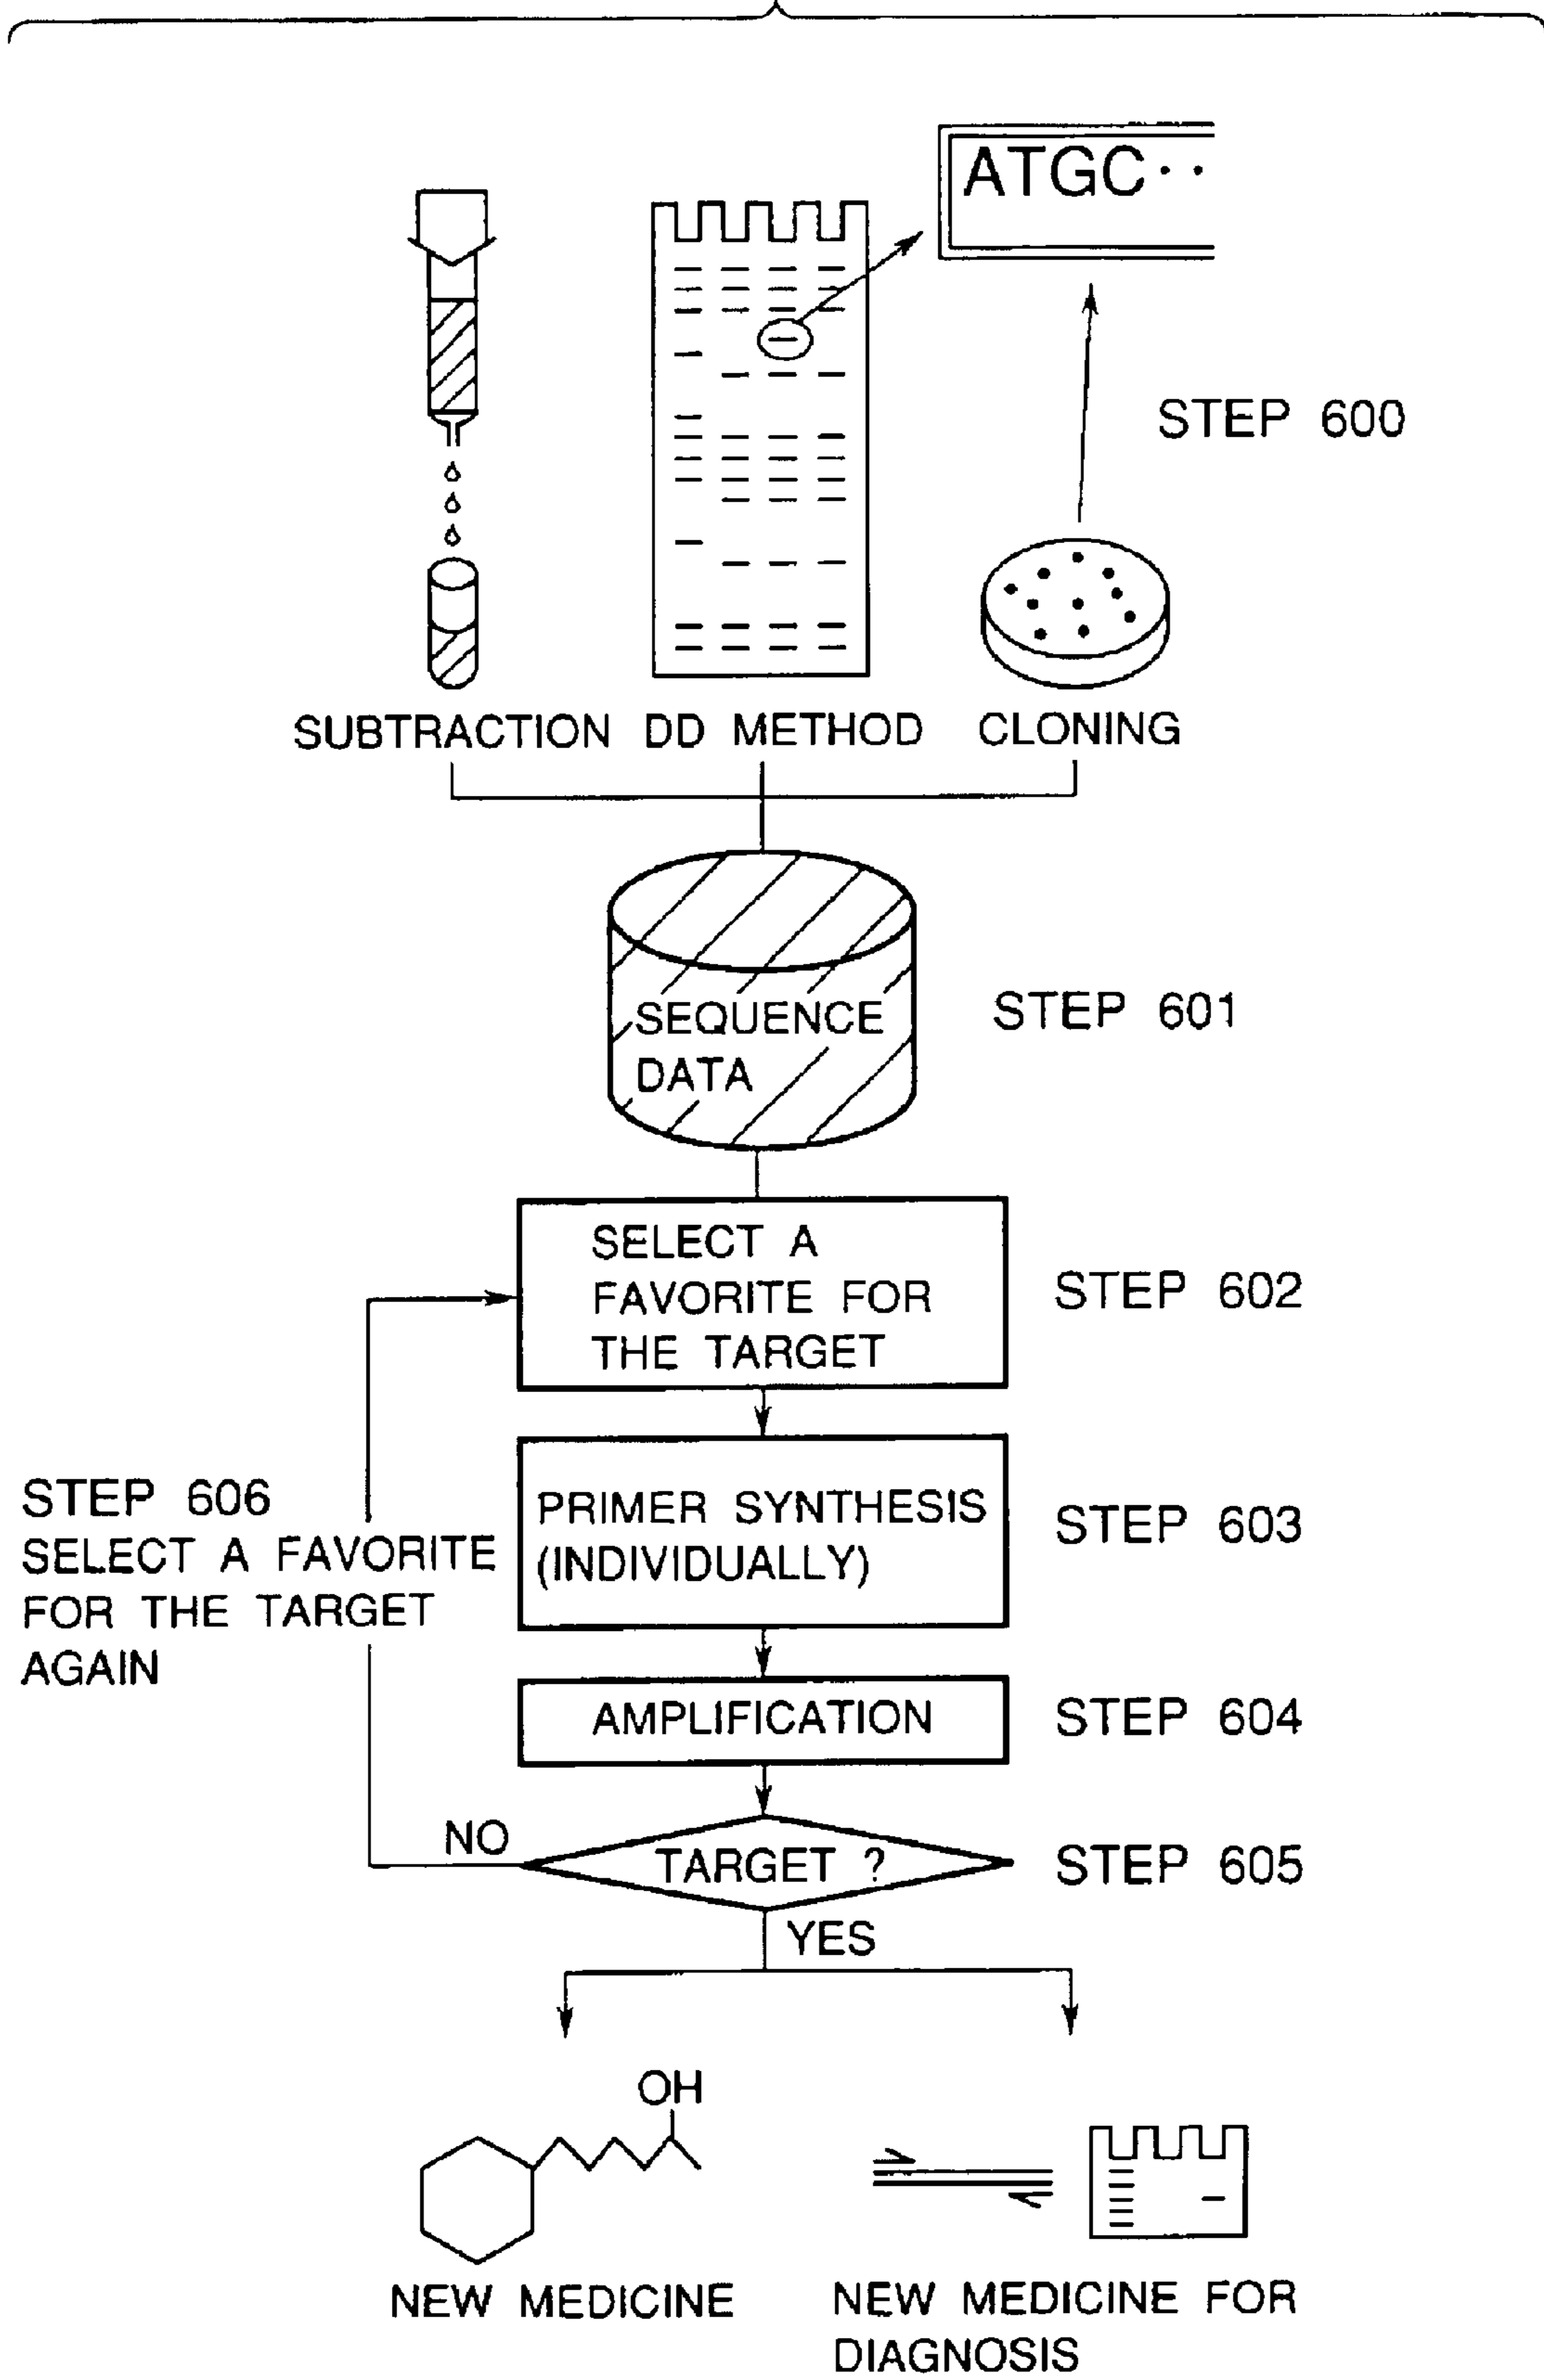 ATGC··
STEP 600
SUBTRACTION DD METHOD CLONING
SEQUENCE
DATA
STEP 601
SELECT A
FAVORITE FOR
THE TARGET
STEP 602
PRIMER SYNTHESIS
(INDIVIDUALLY)
STEP 603
STEP 606
SELECT A FAVORITE
FOR THE TARGET
AGAIN
AMPLIFICATION
STEP 604
NO
TARGET ?
STEP 605
YES
OH
NEW MEDICINE
NEW MEDICINE FOR
DIAGNOSIS